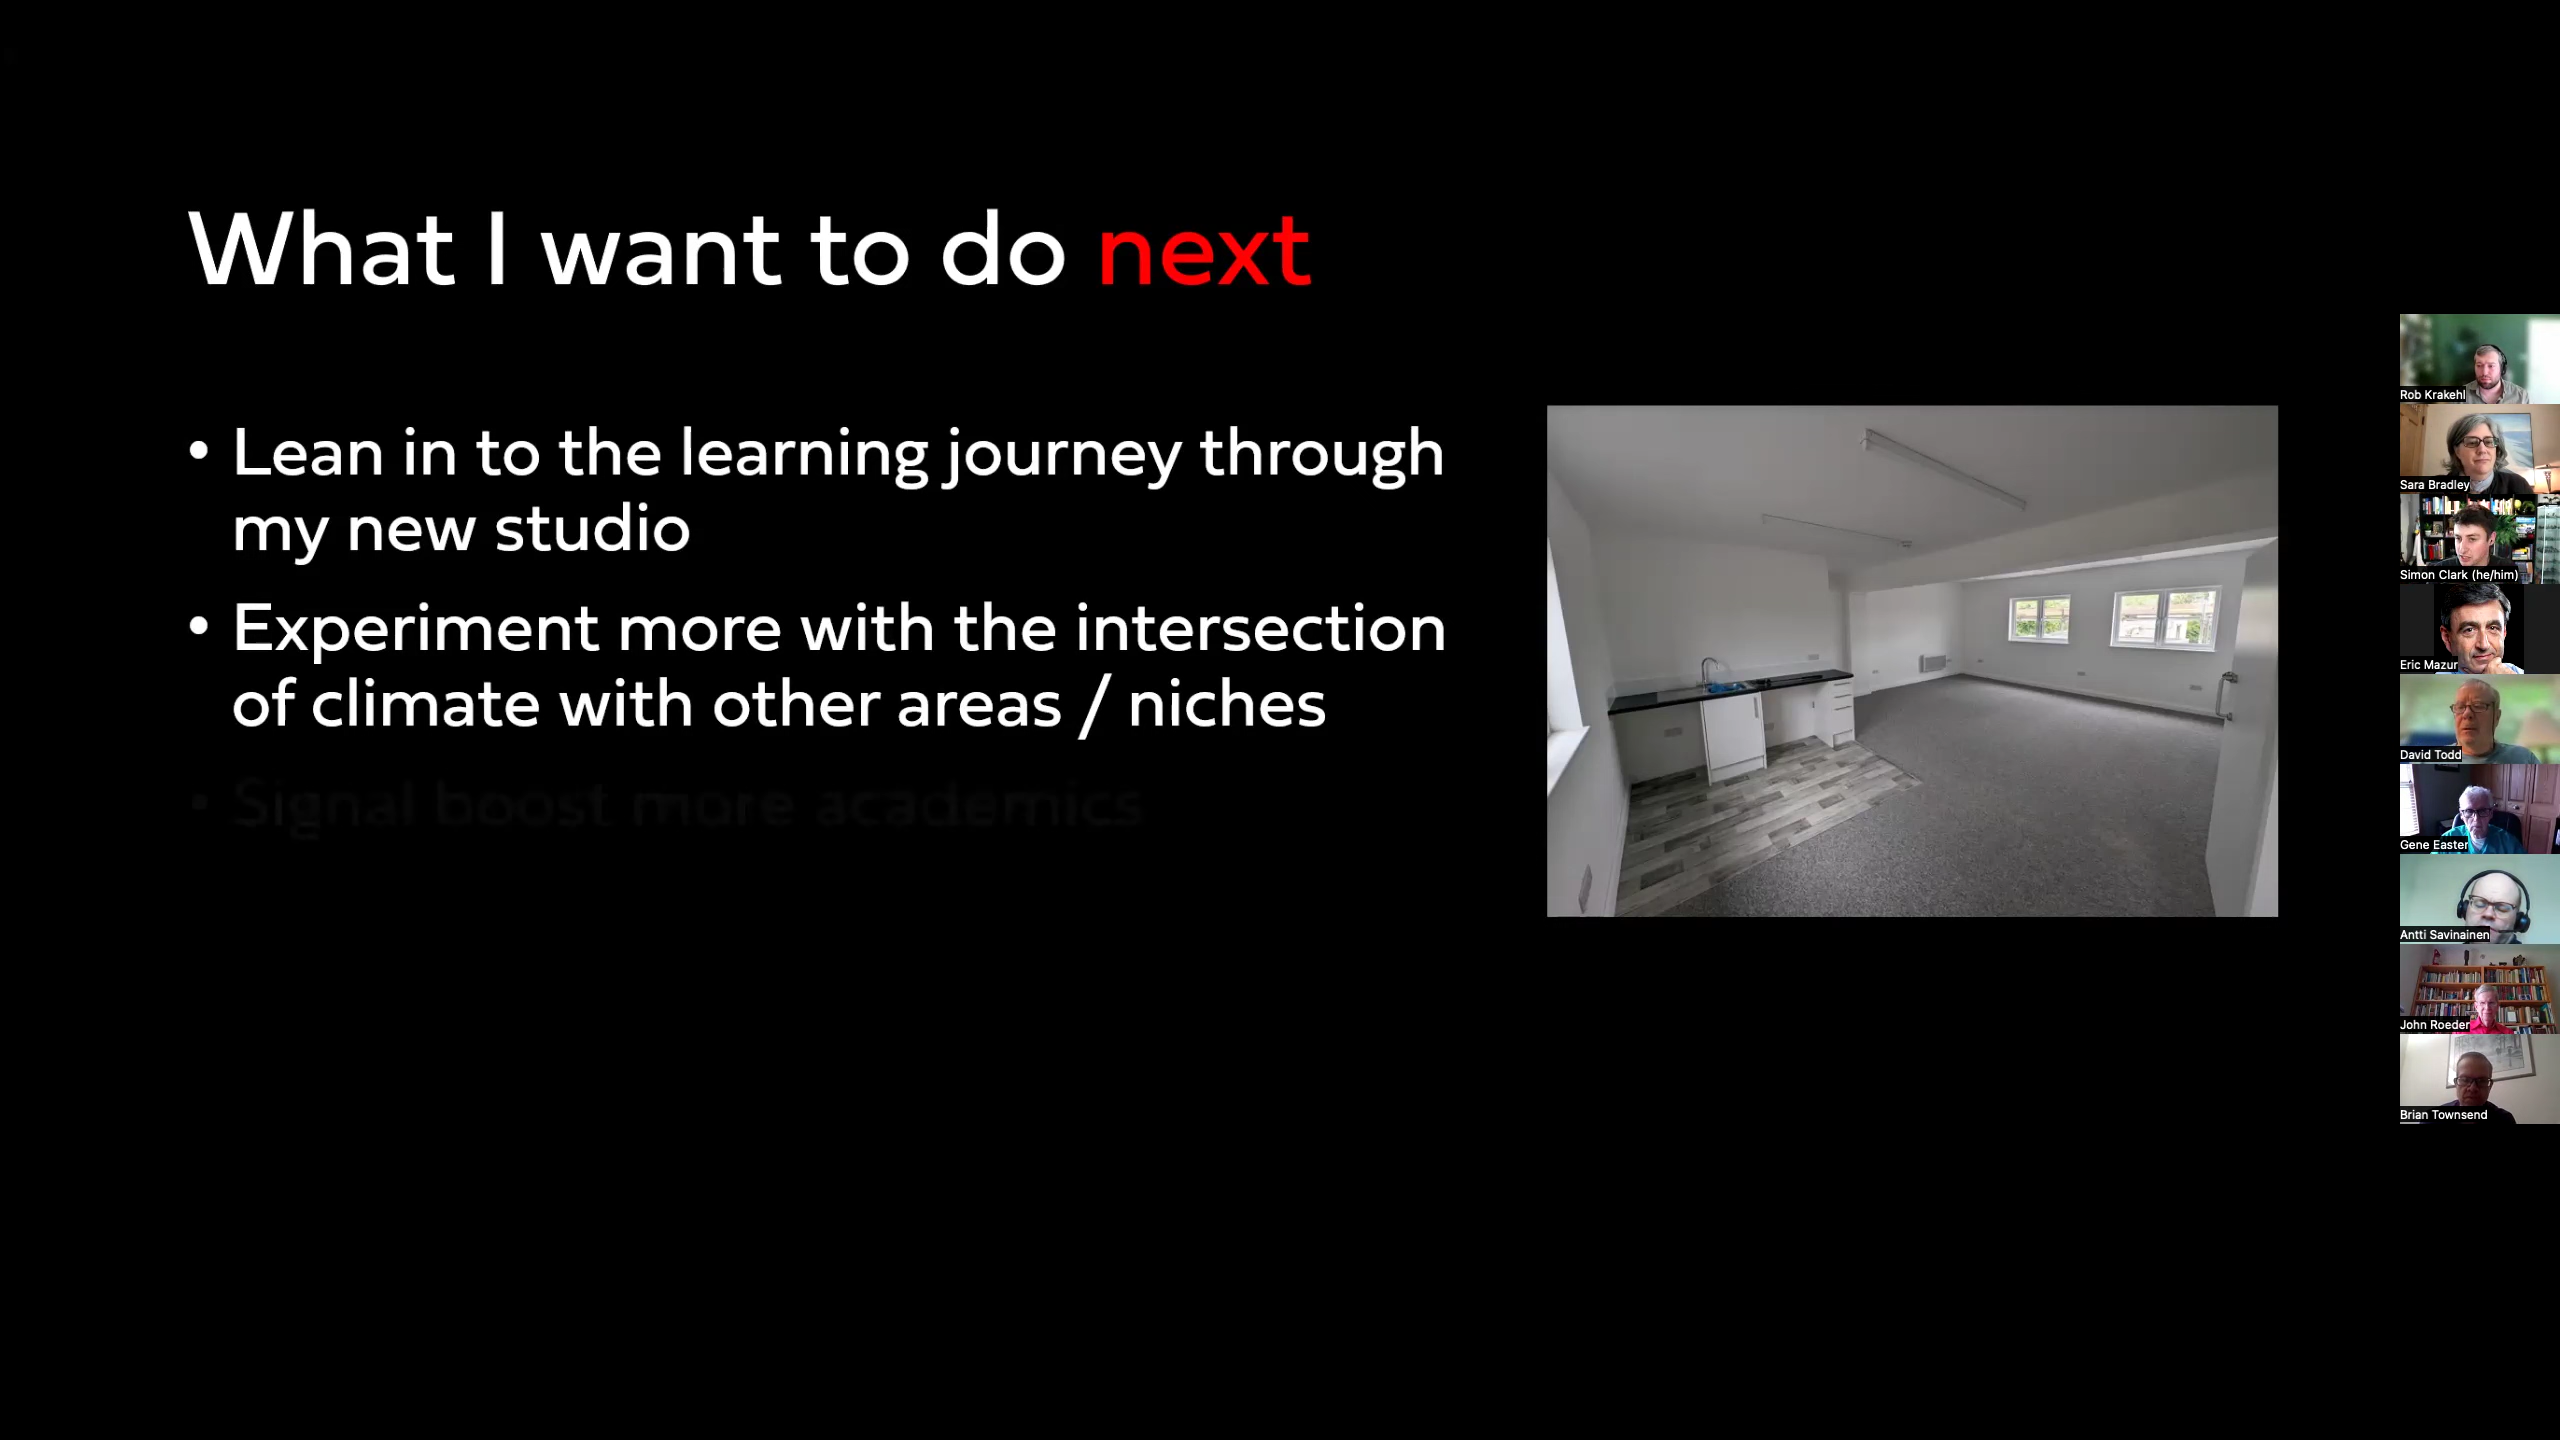 What I want to do next
• Lean in to the learning journey through
my new studio
• Experiment more with the intersection
of climate with other areas / niches
• Signal boost more academics
Rob Krakehl
Sara Bradley
Simon Clark (he/him)
Eric Mazur
David Todd
Gene Easter
Antti Savinainen
John Roeder
Brian Townsend